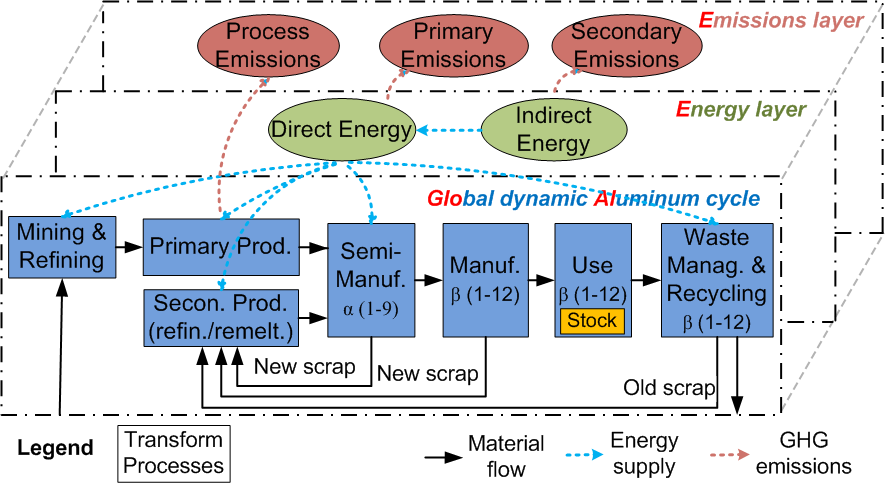 Emissions layer
Process
Emissions
Primary
Emissions
Secondary
Emissions
Energy layer
Direct Energy
Indirect
Energy
Global dynamic Aluminum cycle
Mining &
Refining
Primary Prod.
Secon. Prod.
(refin./remelt.)
Semi-
Manuf.
α (1-9)
Manuf.
β (1-12)
Use
β (1-12)
Stock
Waste
Manag. &
Recycling
β (1-12)
New scrap
New scrap
Old scrap
Legend
Transform
Processes
Material
flow
Energy
supply
GHG
emissions